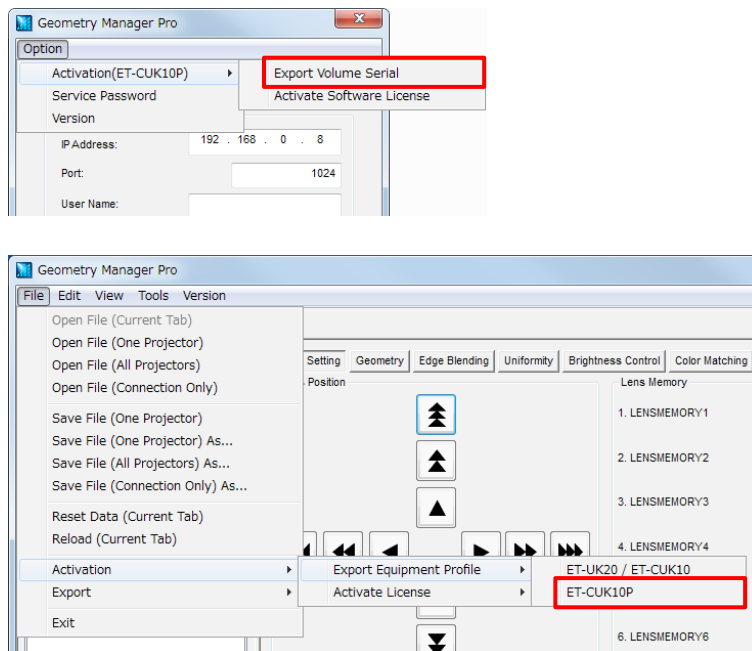 Geometry Manager Pro
Option
Activation(ET-CUK10P)
Export Volume Serial
Service Password
Activate Software License
Version
IP Address: 192 . 168 . 0 . 8
Port: 1024
User Name:
Geometry Manager Pro
File Edit View Tools Version
Open File (Current Tab)
Open File (One Projector)
Open File (All Projectors)
Setting Geometry Edge Blending Uniformity Brightness Control Color Matching
Open File (Connection Only)
Position
Lens Memory
Save File (One Projector)
1. LENSMEMORY1
Save File (One Projector) As...
Save File (All Projectors) As...
2. LENSMEMORY2
Save File (Connection Only) As...
Reset Data (Current Tab)
3. LENSMEMORY3
Reload (Current Tab)
4. LENSMEMORY4
Activation
Export Equipment Profile
ET-UK20 / ET-CUK10
Export
Activate License
ET-CUK10P
Exit
6. LENSMEMORY6